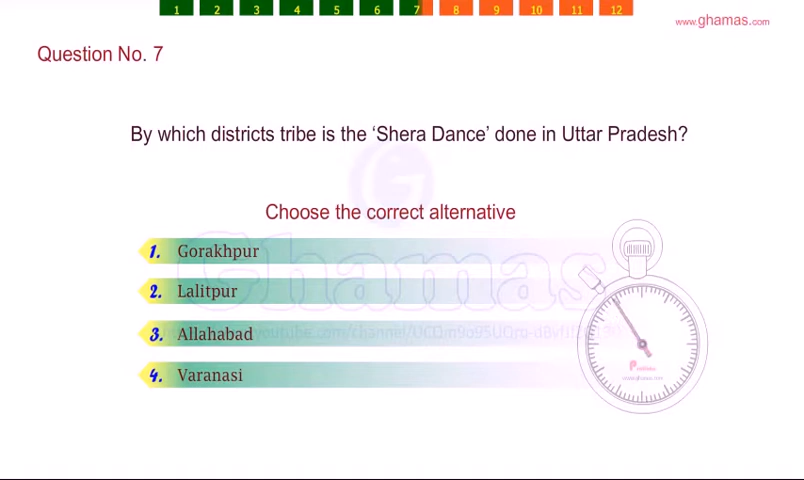 1 2 3 4 5 6 7 8 9 10 11 12
www.ghamas.com
Question No. 7
By which districts tribe is the ‘Shera Dance’ done in Uttar Pradesh?
Choose the correct alternative
1. Gorakhpur
2. Lalitpur
3. Allahabad
4. Varanasi
Ghamas